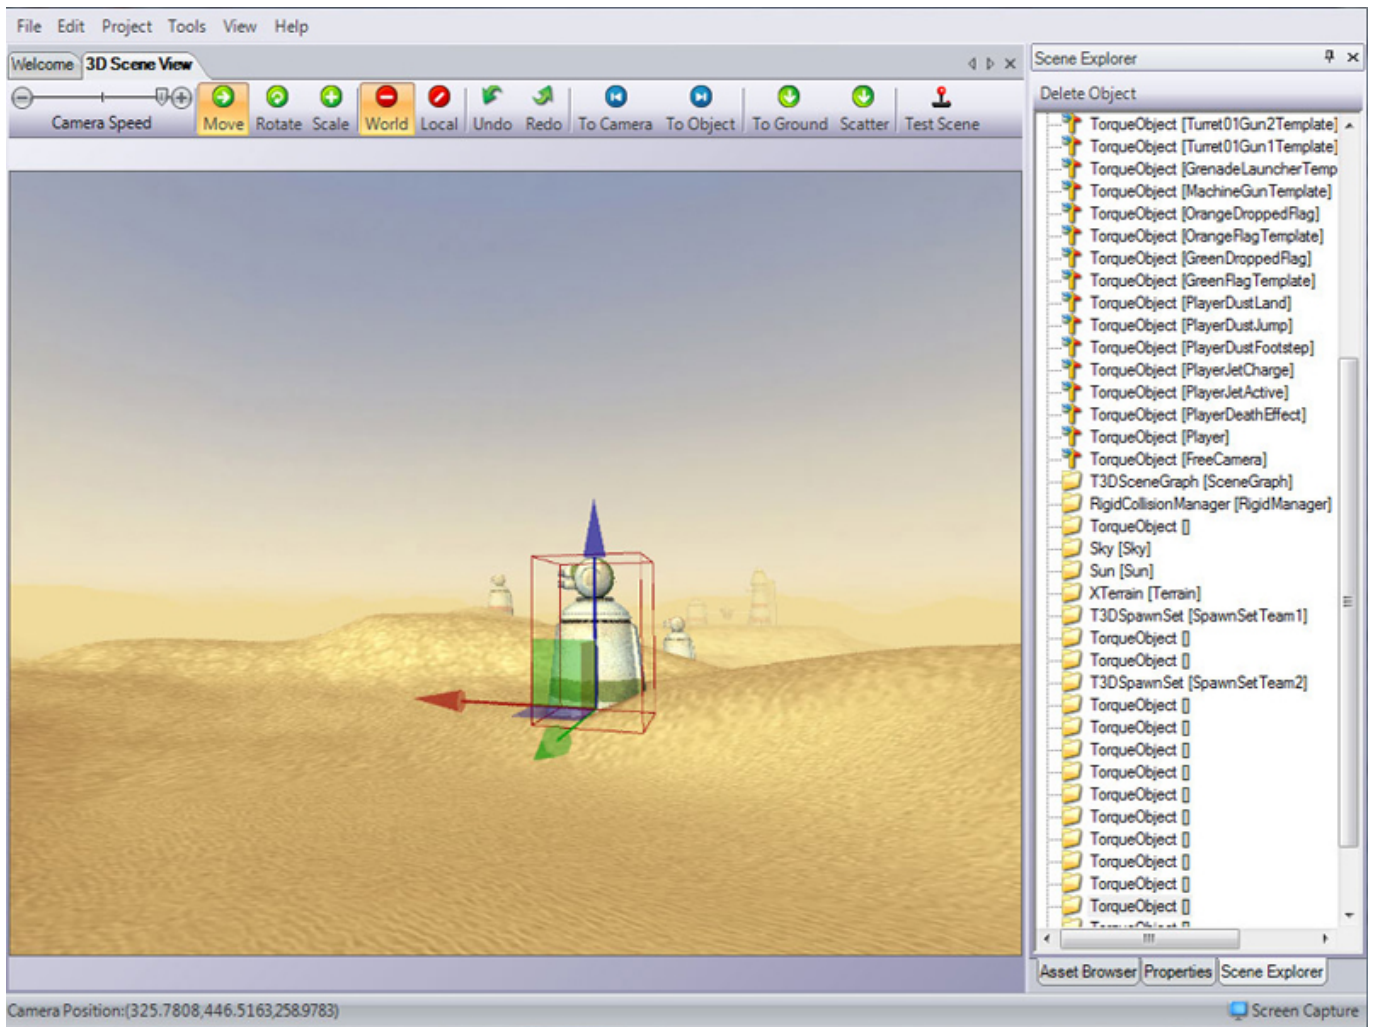 File Edit Project Tools View Help
Welcome 3D Scene View
Scene Explorer
Delete Object
Camera Speed Move Rotate Scale World Local Undo Redo To Camera To Object To Ground Scatter Test Scene
TorqueObject [Turret01Gun2Template]
TorqueObject [Turret01Gun1Template]
TorqueObject [GrenadeLauncherTemp
TorqueObject [MachineGunTemplate]
TorqueObject [OrangeDroppedFlag]
TorqueObject [OrangeFlagTemplate]
TorqueObject [GreenDroppedFlag]
TorqueObject [GreenFlagTemplate]
TorqueObject [PlayerDustLand]
TorqueObject [PlayerDustJump]
TorqueObject [PlayerDustFootstep]
TorqueObject [PlayerJetCharge]
TorqueObject [PlayerJetActive]
TorqueObject [PlayerDeathEffect]
TorqueObject [Player]
TorqueObject [FreeCamera]
T3DSceneGraph [SceneGraph]
RigidCollisionManager [RigidManager]
TorqueObject []
Sky [Sky]
Sun [Sun]
XTerrain [Terrain]
T3DSpawnSet [SpawnSetTeam1]
TorqueObject []
TorqueObject []
T3DSpawnSet [SpawnSetTeam2]
TorqueObject []
TorqueObject []
TorqueObject []
TorqueObject []
TorqueObject []
TorqueObject []
TorqueObject []
TorqueObject []
TorqueObject []
TorqueObject []
Asset Browser Properties Scene Explorer
Camera Position:(325.7808,446.5163,258.9783)
Screen Capture